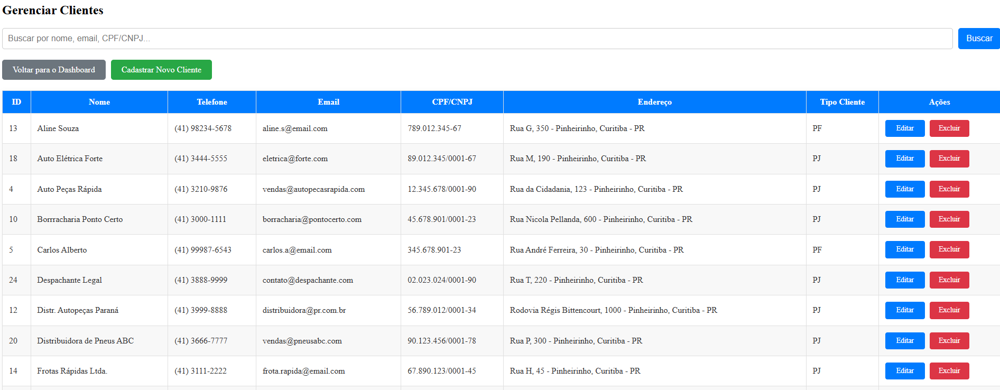 Gerenciar Clientes
Buscar por nome, email, CPF/CNPJ... Buscar
Voltar para o Dashboard Cadastrar Novo Cliente
ID Nome Telefone Email CPF/CNPJ Endereço Tipo Cliente Ações
13 Aline Souza (41) 98234-5678 aline.s@email.com 789.012.345-67 Rua G, 350 - Pinheirinho, Curitiba - PR PF Editar Excluir
18 Auto Elétrica Forte (41) 3444-5555 eletrica@forte.com 89.012.345/0001-67 Rua M, 190 - Pinheirinho, Curitiba - PR PJ Editar Excluir
4 Auto Peças Rápida (41) 3210-9876 vendas@autopecasrapida.com 12.345.678/0001-90 Rua da Cidadania, 123 - Pinheirinho, Curitiba - PR PJ Editar Excluir
10 Borrracharia Ponto Certo (41) 3000-1111 borracharia@pontocerto.com 45.678.901/0001-23 Rua Nicola Pellanda, 600 - Pinheirinho, Curitiba - PR PJ Editar Excluir
5 Carlos Alberto (41) 99987-6543 carlos.a@email.com 345.678.901-23 Rua André Ferreira, 30 - Pinheirinho, Curitiba - PR PF Editar Excluir
24 Despachante Legal (41) 3888-9999 contato@despachante.com 02.023.024/0001-90 Rua T, 220 - Pinheirinho, Curitiba - PR PJ Editar Excluir
12 Distr. Autopeças Paraná (41) 3999-8888 distribuidora@pr.com.br 56.789.012/0001-34 Rodovia Régis Bittencourt, 1000 - Pinheirinho, Curitiba - PR PJ Editar Excluir
20 Distribuidora de Pneus ABC (41) 3666-7777 vendas@pneusabc.com 90.123.456/0001-78 Rua P, 300 - Pinheirinho, Curitiba - PR PJ Editar Excluir
14 Frotas Rápidas Ltda. (41) 3111-2222 frota.rapida@email.com 67.890.123/0001-45 Rua H, 45 - Pinheirinho, Curitiba - PR PJ Editar Excluir